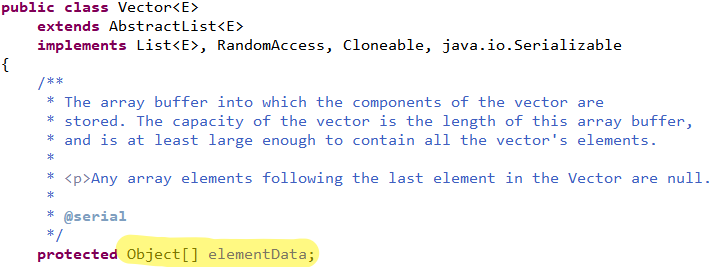 public class Vector<E>
    extends AbstractList<E>
    implements List<E>, RandomAccess, Cloneable, java.io.Serializable
{
    /**
     * The array buffer into which the components of the vector are
     * stored. The capacity of the vector is the length of this array buffer,
     * and is at least large enough to contain all the vector's elements.
     *
     * <p>Any array elements following the last element in the Vector are null.
     *
     * @serial
     */
    protected Object[] elementData;